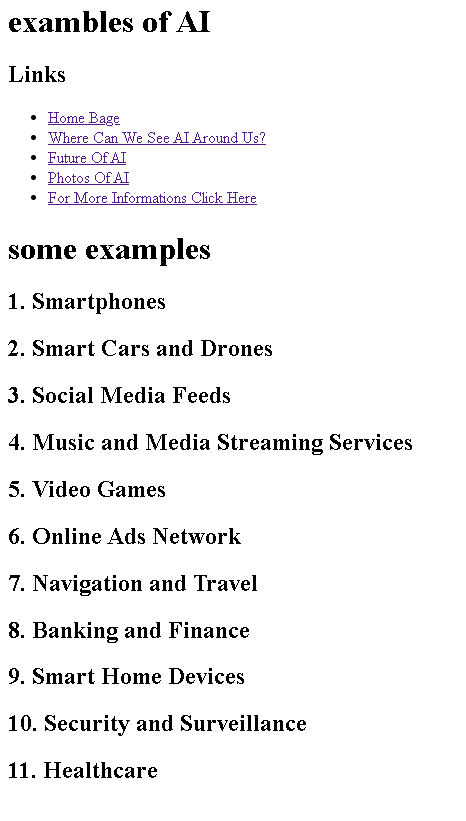 exambles of AI
Links
Home Bage
Where Can We See AI Around Us?
Future Of AI
Photos Of AI
For More Informations Click Here
some examples
1. Smartphones
2. Smart Cars and Drones
3. Social Media Feeds
4. Music and Media Streaming Services
5. Video Games
6. Online Ads Network
7. Navigation and Travel
8. Banking and Finance
9. Smart Home Devices
10. Security and Surveillance
11. Healthcare